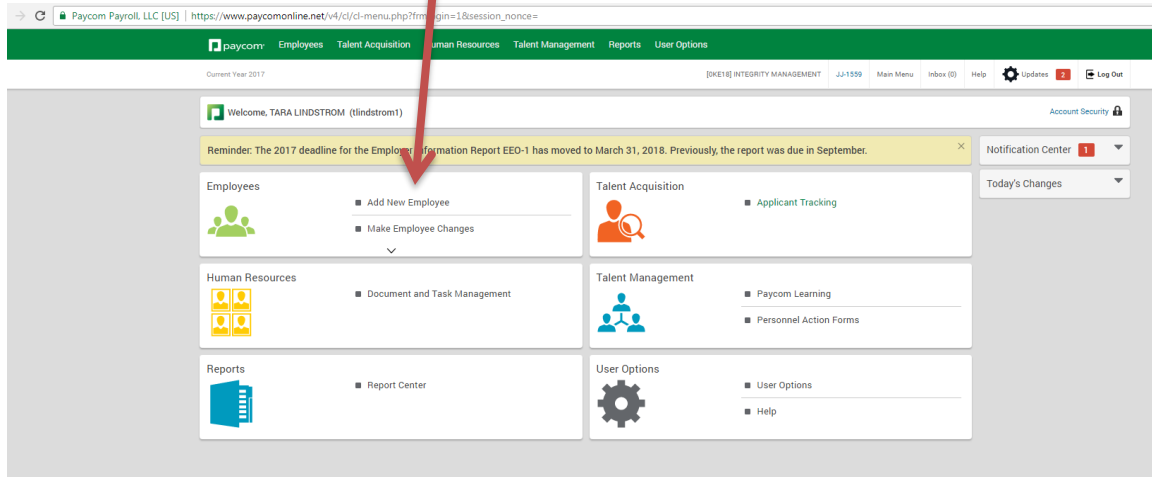 Paycom Payroll, LLC [US] | https://www.paycomonline.net/v4/cl/cl-menu.php?frm gin=1&session_nonce=
paycom Employees Talent Acquisition uman Resources Talent Management Reports User Options
Current Year 2017 [0KE18] INTEGRITY MANAGEMENT JJ-1559 Main Menu Inbox (0) Help Updates 2 Log Out
Welcome, TARA LINDSTROM (tlindstrom1) Account Security
Reminder: The 2017 deadline for the Employer Information Report EEO-1 has moved to March 31, 2018. Previously, the report was due in September. ×
Notification Center 1
Today's Changes
Employees
Add New Employee
Make Employee Changes
Talent Acquisition
Applicant Tracking
Human Resources
Document and Task Management
Talent Management
Paycom Learning
Personnel Action Forms
Reports
Report Center
User Options
User Options
Help